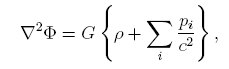 ∇²Φ = G { ρ + ∑ᵢ pᵢ/c² } ,